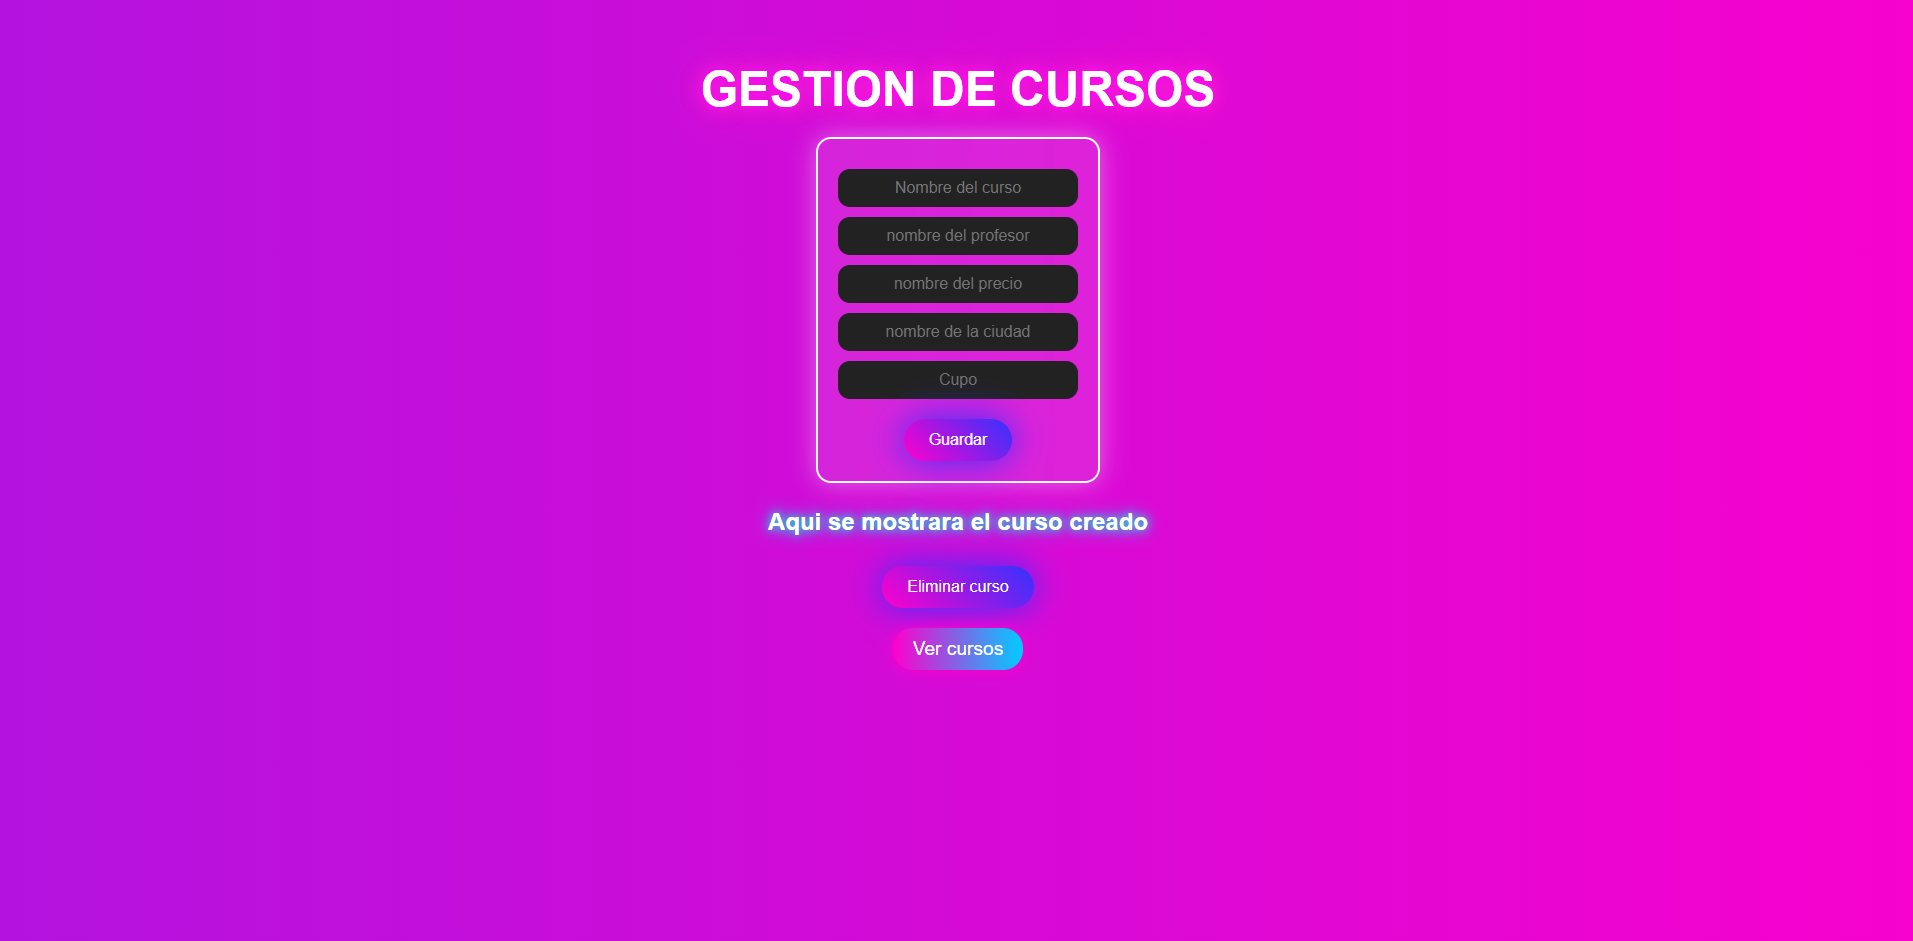 GESTION DE CURSOS
Nombre del curso
nombre del profesor
nombre del precio
nombre de la ciudad
Cupo
Guardar
Aqui se mostrara el curso creado
Eliminar curso
Ver cursos